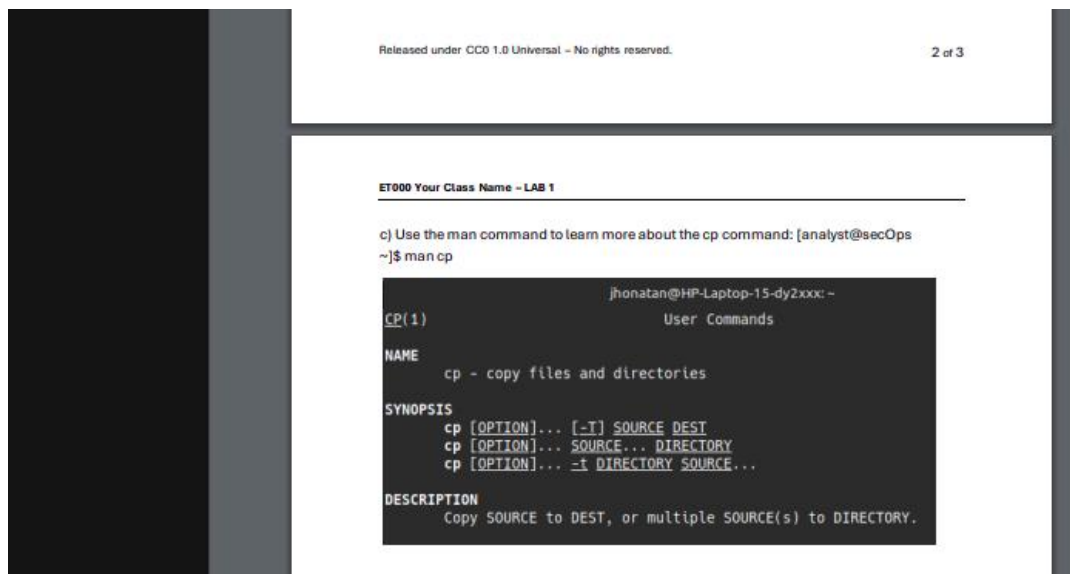 Released under CC0 1.0 Universal – No rights reserved.
2 of 3
ET000 Your Class Name – LAB 1
c) Use the man command to learn more about the cp command: [analyst@secOps
~]$ man cp
jhonatan@HP-Laptop-15-dy2xxx: ~
CP(1) User Commands
NAME
cp - copy files and directories
SYNOPSIS
cp [OPTION]... [-T] SOURCE DEST
cp [OPTION]... SOURCE... DIRECTORY
cp [OPTION]... -t DIRECTORY SOURCE...
DESCRIPTION
Copy SOURCE to DEST, or multiple SOURCE(s) to DIRECTORY.